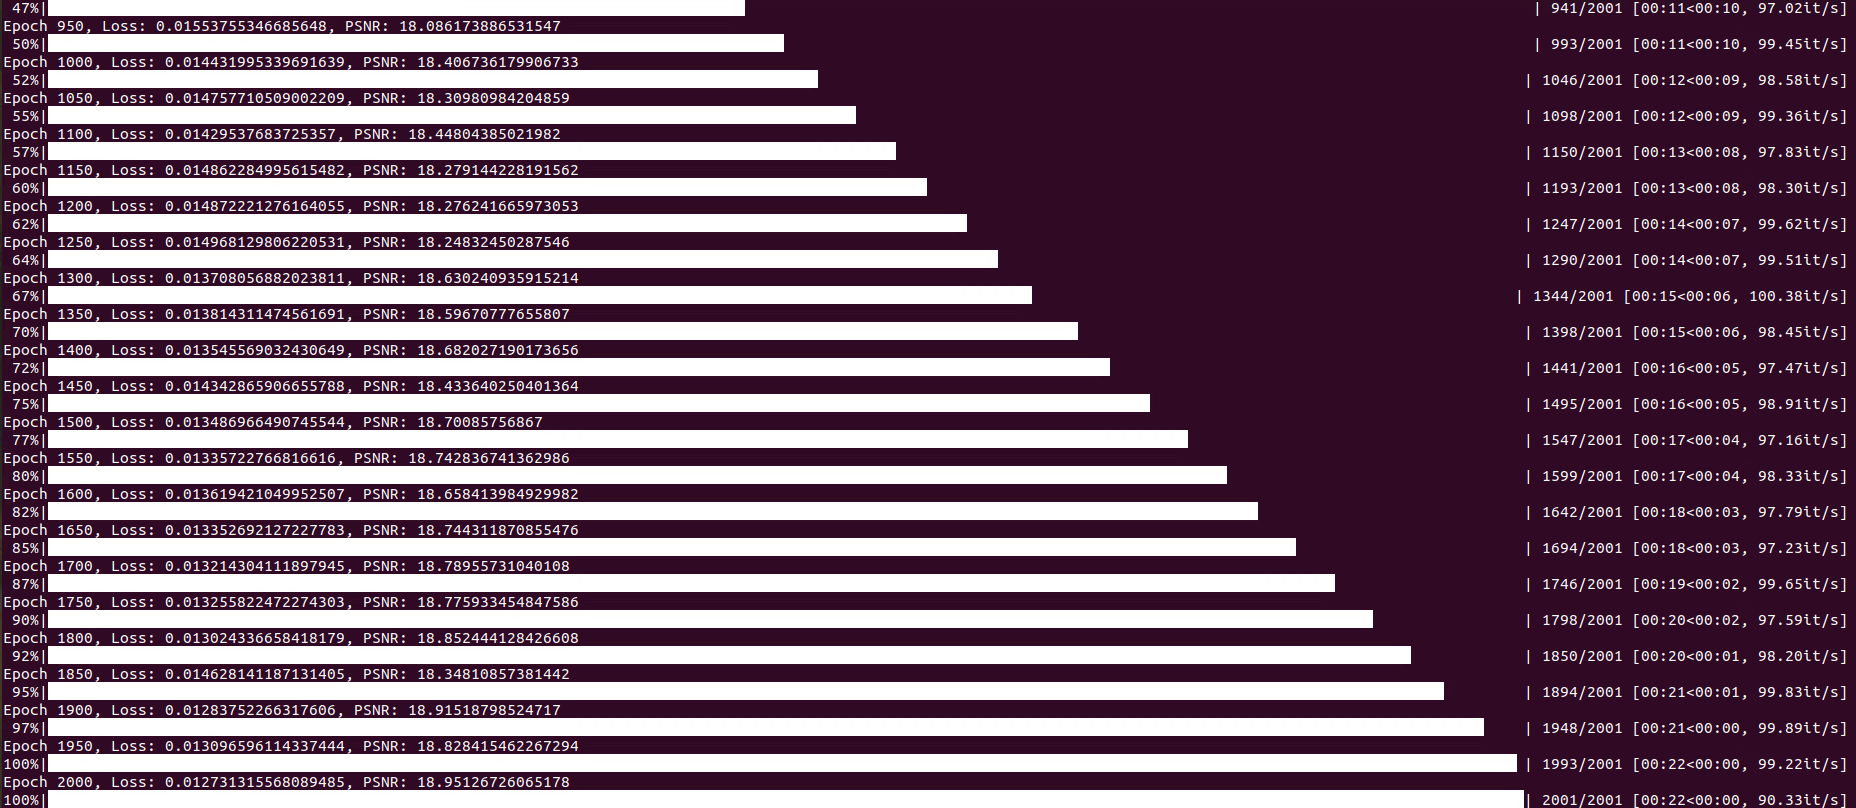 47%| | 941/2001 [00:11<00:10, 97.02it/s]
Epoch 950, Loss: 0.01553755346685648, PSNR: 18.086173886531547
50%| | 993/2001 [00:11<00:10, 99.45it/s]
Epoch 1000, Loss: 0.014431995339691639, PSNR: 18.406736179906733
52%| | 1046/2001 [00:12<00:09, 98.58it/s]
Epoch 1050, Loss: 0.014757710509002209, PSNR: 18.30980984204859
55%| | 1098/2001 [00:12<00:09, 99.36it/s]
Epoch 1100, Loss: 0.01429537683725357, PSNR: 18.44804385021982
57%| | 1150/2001 [00:13<00:08, 97.83it/s]
Epoch 1150, Loss: 0.014862284995615482, PSNR: 18.279144228191562
60%| | 1193/2001 [00:13<00:08, 98.30it/s]
Epoch 1200, Loss: 0.014872221276164055, PSNR: 18.276241665973053
62%| | 1247/2001 [00:14<00:07, 99.62it/s]
Epoch 1250, Loss: 0.014968129806220531, PSNR: 18.24832450287546
64%| | 1290/2001 [00:14<00:07, 99.51it/s]
Epoch 1300, Loss: 0.013708056882023811, PSNR: 18.630240935915214
67%| | 1344/2001 [00:15<00:06, 100.38it/s]
Epoch 1350, Loss: 0.013814311474561691, PSNR: 18.59670777655807
70%| | 1398/2001 [00:15<00:06, 98.45it/s]
Epoch 1400, Loss: 0.013545569032430649, PSNR: 18.682027190173656
72%| | 1441/2001 [00:16<00:05, 97.47it/s]
Epoch 1450, Loss: 0.014342865906655788, PSNR: 18.433640250401364
75%| | 1495/2001 [00:16<00:05, 98.91it/s]
Epoch 1500, Loss: 0.013486966490745544, PSNR: 18.70085756867
77%| | 1547/2001 [00:17<00:04, 97.16it/s]
Epoch 1550, Loss: 0.01335722766816616, PSNR: 18.742836741362986
80%| | 1599/2001 [00:17<00:04, 98.33it/s]
Epoch 1600, Loss: 0.013619421049952507, PSNR: 18.658413984929982
82%| | 1642/2001 [00:18<00:03, 97.79it/s]
Epoch 1650, Loss: 0.013352692127227783, PSNR: 18.744311870855476
85%| | 1694/2001 [00:18<00:03, 97.23it/s]
Epoch 1700, Loss: 0.013214304111897945, PSNR: 18.78955731040108
87%| | 1746/2001 [00:19<00:02, 99.65it/s]
Epoch 1750, Loss: 0.013255822472274303, PSNR: 18.775933454847586
90%| | 1798/2001 [00:20<00:02, 97.59it/s]
Epoch 1800, Loss: 0.013024336658418179, PSNR: 18.852444128426608
92%| | 1850/2001 [00:20<00:01, 98.20it/s]
Epoch 1850, Loss: 0.014628141187131405, PSNR: 18.34810857381442
95%| | 1894/2001 [00:21<00:01, 99.83it/s]
Epoch 1900, Loss: 0.01283752266317606, PSNR: 18.91518798524717
97%| | 1948/2001 [00:21<00:00, 99.89it/s]
Epoch 1950, Loss: 0.013096596114337444, PSNR: 18.828415462267294
100%| | 1993/2001 [00:22<00:00, 99.22it/s]
Epoch 2000, Loss: 0.012731315568089485, PSNR: 18.95126726065178
100%| | 2001/2001 [00:22<00:00, 90.33it/s]